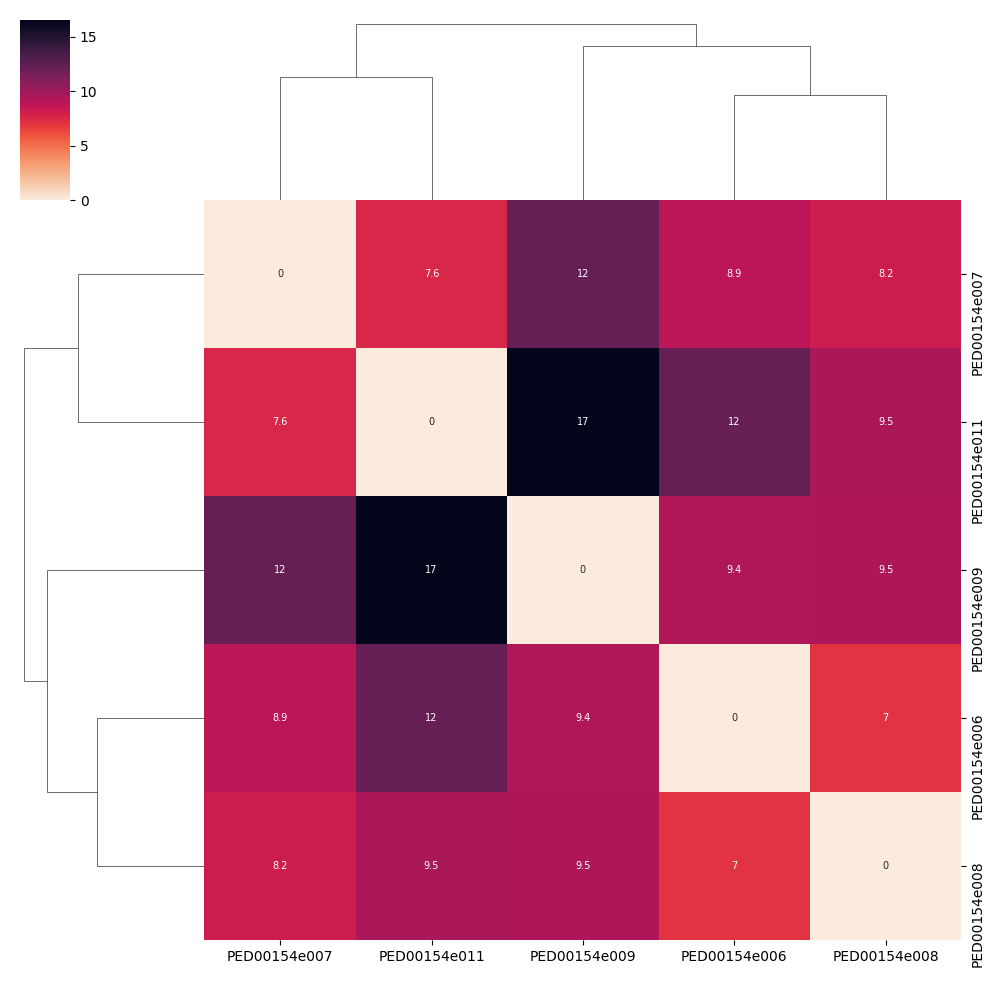 15
10
5
0
0 7.6 12 8.9 8.2
PED00154e007
7.6 0 17 12 9.5
PED00154e011
12 17 0 9.4 9.5
PED00154e009
8.9 12 9.4 0 7
PED00154e006
8.2 9.5 9.5 7 0
PED00154e008
PED00154e007 PED00154e011 PED00154e009 PED00154e006 PED00154e008